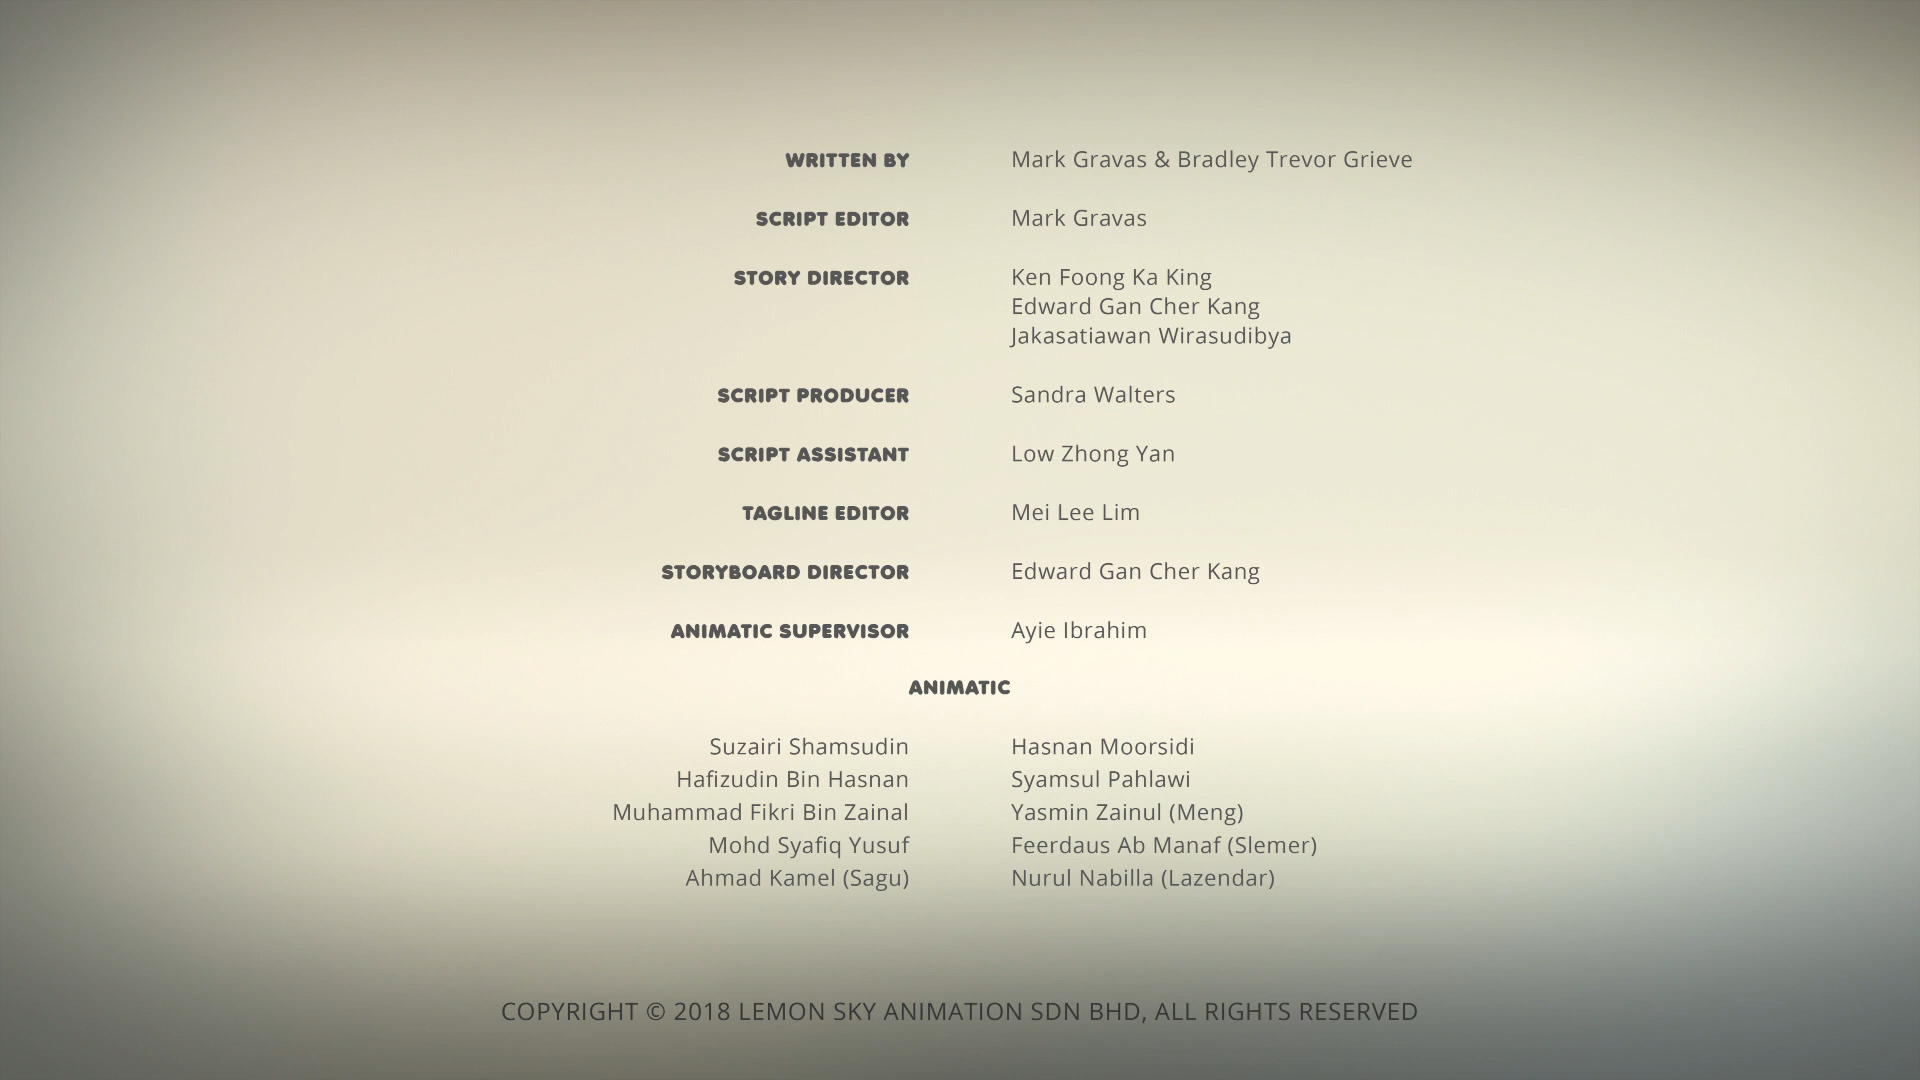 WRITTEN BY Mark Gravas & Bradley Trevor Grieve
SCRIPT EDITOR Mark Gravas
STORY DIRECTOR Ken Foong Ka King
Edward Gan Cher Kang
Jakasatiawan Wirasudibya
SCRIPT PRODUCER Sandra Walters
SCRIPT ASSISTANT Low Zhong Yan
TAGLINE EDITOR Mei Lee Lim
STORYBOARD DIRECTOR Edward Gan Cher Kang
ANIMATIC SUPERVISOR Ayie Ibrahim
ANIMATIC
Suzairi Shamsudin Hasnan Moorsidi
Hafizudin Bin Hasnan Syamsul Pahlawi
Muhammad Fikri Bin Zainal Yasmin Zainul (Meng)
Mohd Syafiq Yusuf Feerdaus Ab Manaf (Slemer)
Ahmad Kamel (Sagu) Nurul Nabilla (Lazendar)
COPYRIGHT © 2018 LEMON SKY ANIMATION SDN BHD, ALL RIGHTS RESERVED